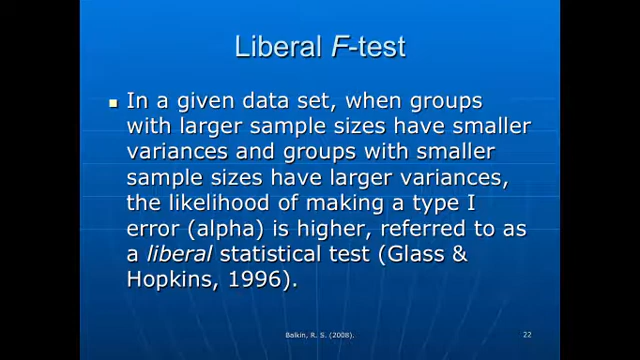 Liberal F-test
In a given data set, when groups
with larger sample sizes have smaller
variances and groups with smaller
sample sizes have larger variances,
the likelihood of making a type I
error (alpha) is higher, referred to as
a liberal statistical test (Glass &
Hopkins, 1996).
Balkin, R. S. (2008).
22